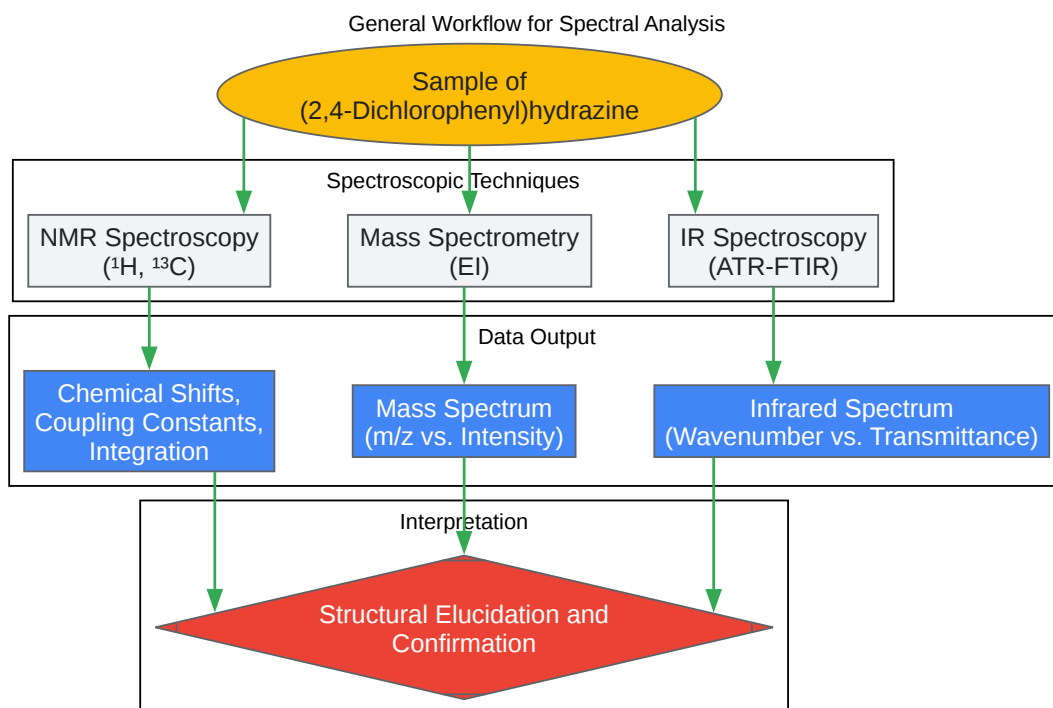 General Workflow for Spectral Analysis
Sample of
(2,4-Dichlorophenyl)hydrazine
Spectroscopic Techniques
NMR Spectroscopy
(¹H, ¹³C)
Mass Spectrometry
(EI)
IR Spectroscopy
(ATR-FTIR)
Data Output
Chemical Shifts,
Coupling Constants,
Integration
Mass Spectrum
(m/z vs. Intensity)
Infrared Spectrum
(Wavenumber vs. Transmittance)
Interpretation
Structural Elucidation and
Confirmation